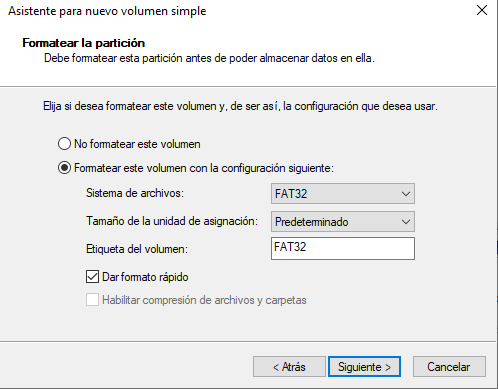 Asistente para nuevo volumen simple
Formatear la partición
Debe formatear esta partición antes de poder almacenar datos en ella.
Elija si desea formatear este volumen y, de ser así, la configuración que desea usar.
No formatear este volumen
Formatear este volumen con la configuración siguiente:
Sistema de archivos: FAT32
Tamaño de la unidad de asignación: Predeterminado
Etiqueta del volumen: FAT32
Dar formato rápido
Habilitar compresión de archivos y carpetas
< Atrás Siguiente > Cancelar